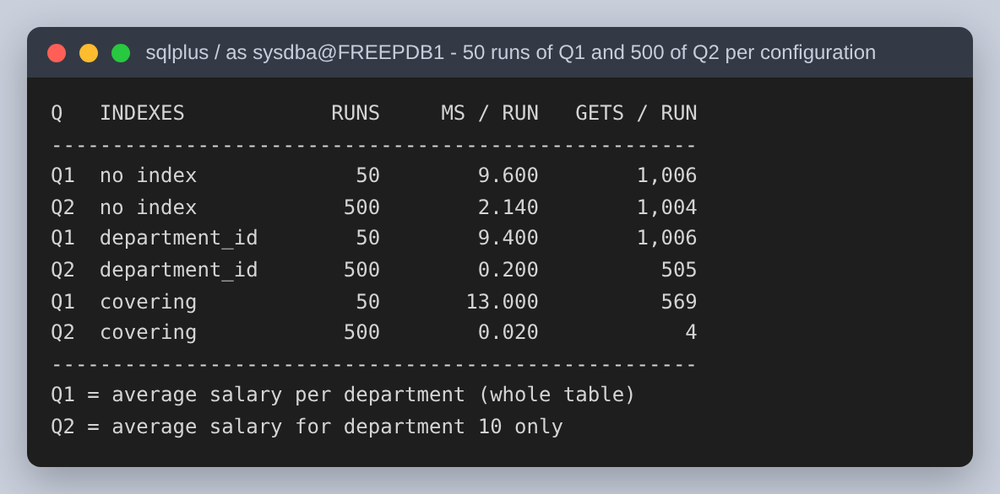 sqlplus / as sysdba@FREEPDB1 - 50 runs of Q1 and 500 of Q2 per configuration
Q   INDEXES            RUNS     MS / RUN   GETS / RUN
-----------------------------------------------------
Q1  no index             50        9.600        1,006
Q2  no index            500        2.140        1,004
Q1  department_id        50        9.400        1,006
Q2  department_id       500        0.200          505
Q1  covering             50       13.000          569
Q2  covering            500        0.020            4
-----------------------------------------------------
Q1 = average salary per department (whole table)
Q2 = average salary for department 10 only